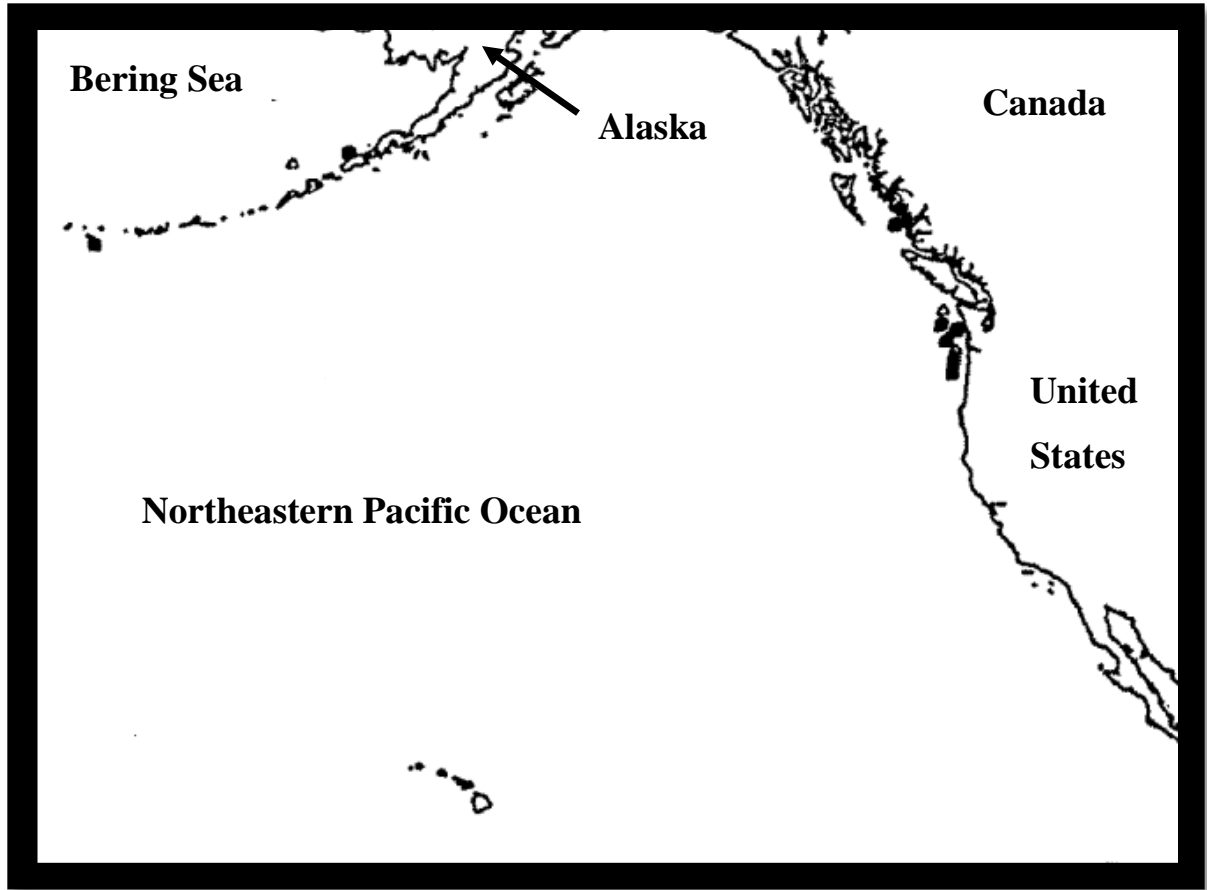 Bering Sea
Canada
Alaska
United
States
Northeastern Pacific Ocean